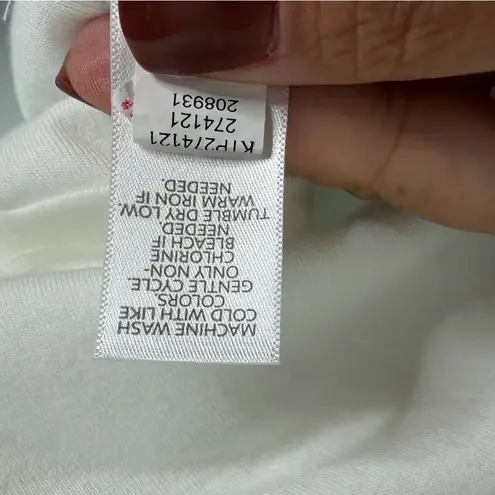 MACHINE WASH
COLD WITH LIKE
COLORS.
GENTLE CYCLE.
ONLY NON-
CHLORINE
BLEACH IF
NEEDED.
TUMBLE DRY LOW.
WARM IRON IF
NEEDED.
KTP274121
274121
208931